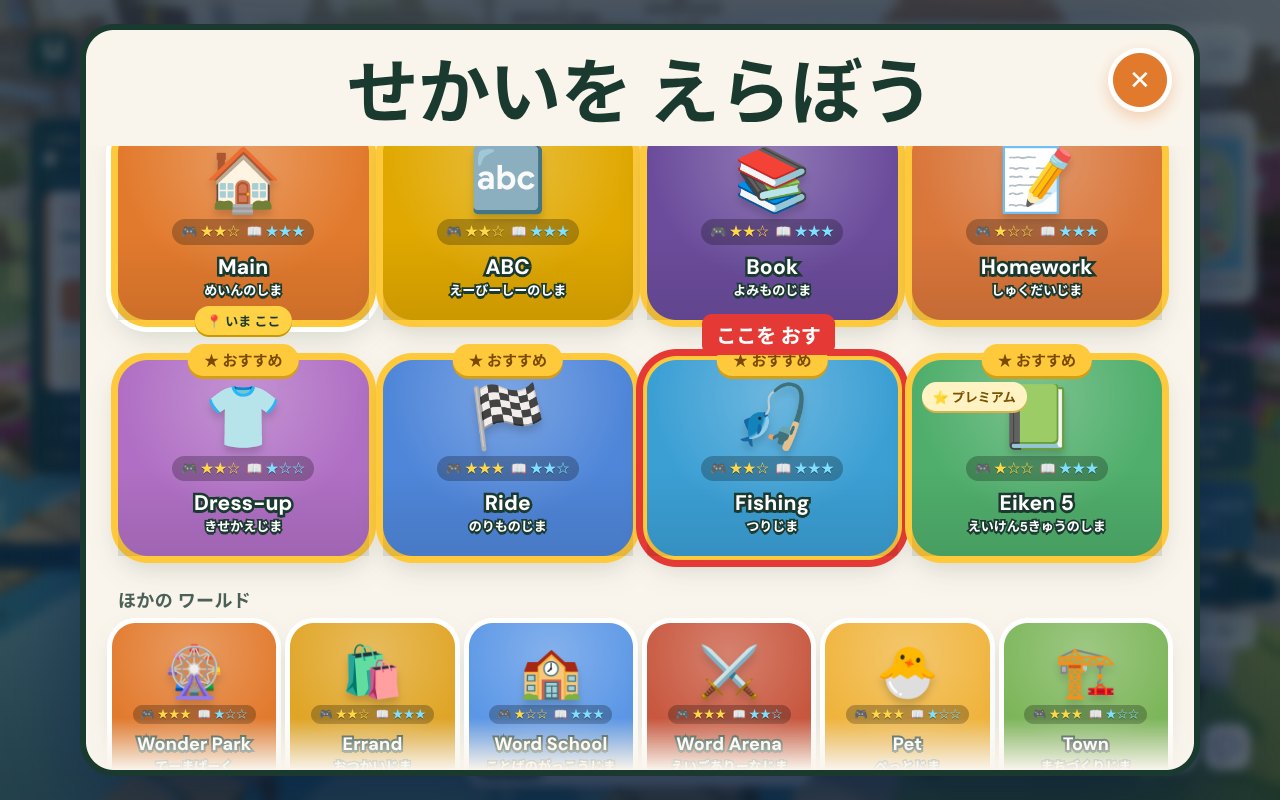 せかいを えらぼう
×
abc
🎮 ★★☆ 📖 ★★★
🎮 ★★☆ 📖 ★★★
🎮 ★★☆ 📖 ★★★
🎮 ★☆☆ 📖 ★★★
Main
ABC
Book
Homework
めいんのしま
えーびーしーのしま
よみものじま
しゅくだいじま
📍 いま ここ
ここを おす
★ おすすめ
★ おすすめ
★ おすすめ
★ おすすめ
⭐ プレミアム
🎮 ★★☆ 📖 ★☆☆
🎮 ★★★ 📖 ★★☆
🎮 ★★☆ 📖 ★★★
🎮 ★☆☆ 📖 ★★★
Dress-up
Ride
Fishing
Eiken 5
きせかえじま
のりものじま
つりじま
えいけん5きゅうのしま
ほかの ワールド
🎮 ★★★ 📖 ★☆☆
🎮 ★★☆ 📖 ★★★
🎮 ★☆☆ 📖 ★★★
🎮 ★★★ 📖 ★★☆
🎮 ★★★ 📖 ★☆☆
🎮 ★★★ 📖 ★☆☆
Wonder Park
Errand
Word School
Word Arena
Pet
Town